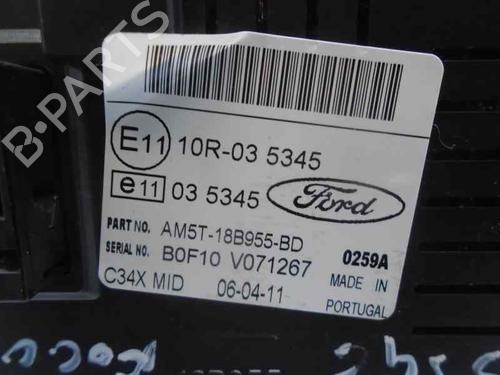 B-PARTS
E11 10R-03 5345
e11 03 5345 Ford
PART NO. AM5T-18B955-BD
SERIAL NO. B0F10 V071267 0259A
C34X MID 06-04-11 MADE IN
PORTUGAL